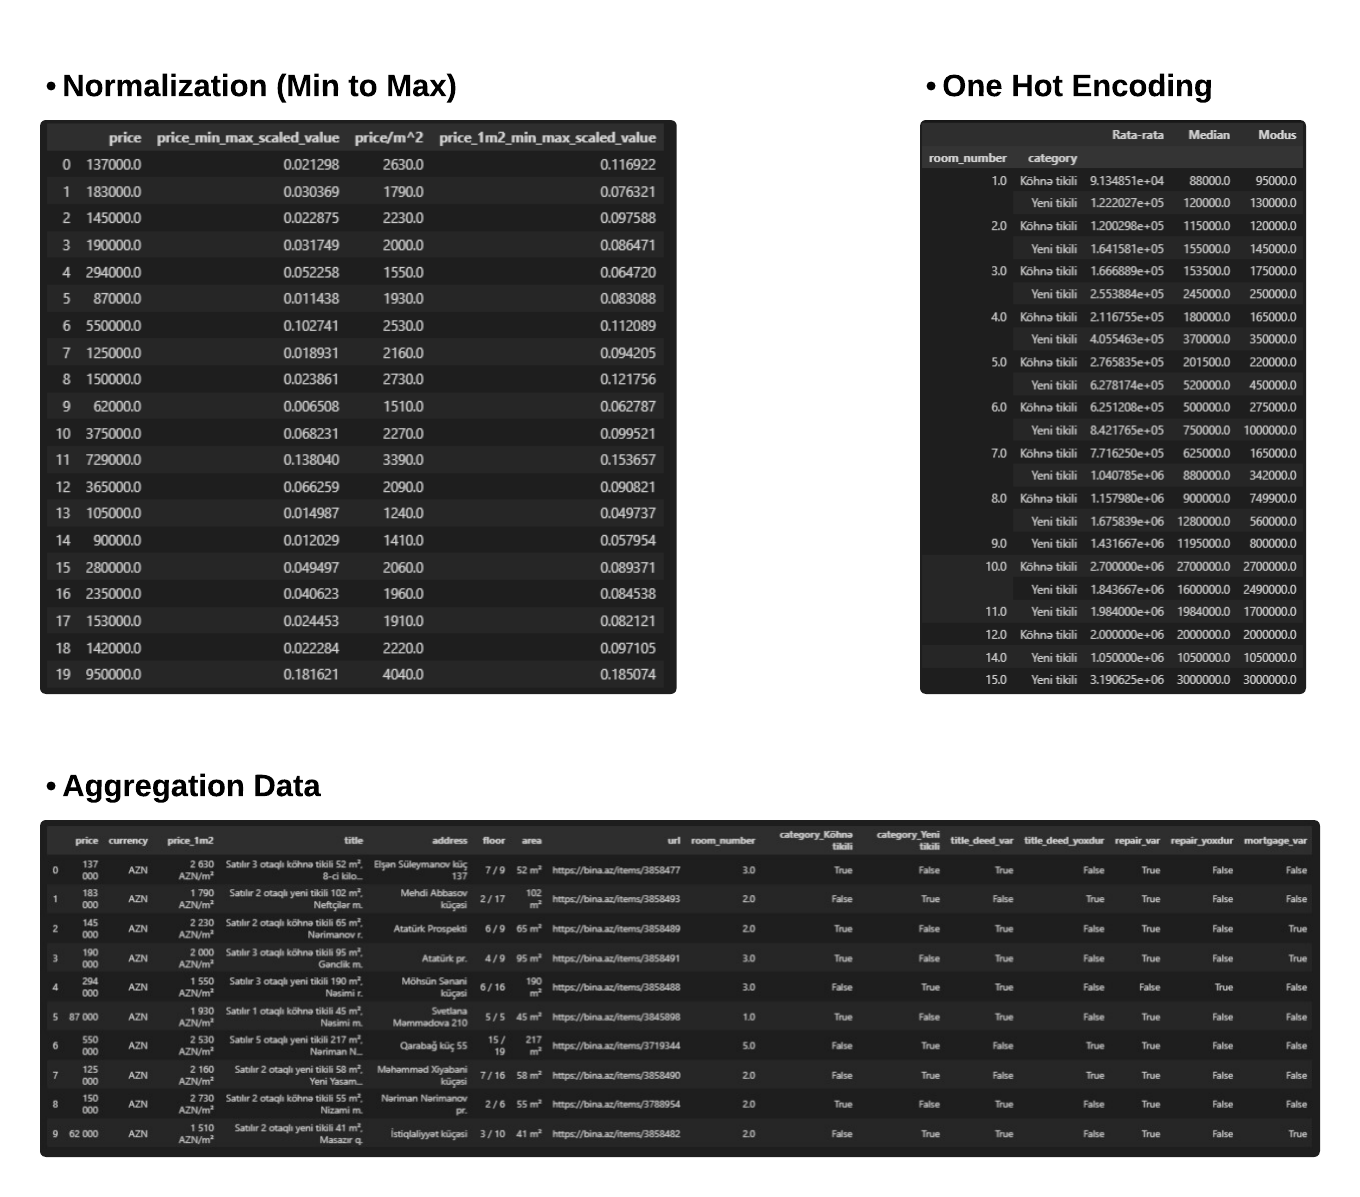 • Normalization (Min to Max)
price price_min_max_scaled_value price/m^2 price_1m2_min_max_scaled_value
0 137000.0 0.021298 2630.0 0.116922
1 183000.0 0.030369 1790.0 0.076321
2 145000.0 0.022875 2230.0 0.097588
3 190000.0 0.031749 2000.0 0.086471
4 294000.0 0.052258 1550.0 0.064720
5 87000.0 0.011438 1930.0 0.083088
6 550000.0 0.102741 2530.0 0.112089
7 125000.0 0.018931 2160.0 0.094205
8 150000.0 0.023861 2730.0 0.121756
9 62000.0 0.006508 1510.0 0.062787
10 375000.0 0.068231 2270.0 0.099521
11 729000.0 0.138040 3390.0 0.153657
12 365000.0 0.066259 2090.0 0.090821
13 105000.0 0.014987 1240.0 0.049737
14 90000.0 0.012029 1410.0 0.057954
15 280000.0 0.049497 2060.0 0.089371
16 235000.0 0.040623 1960.0 0.084538
17 153000.0 0.024453 1910.0 0.082121
18 142000.0 0.022284 2220.0 0.097105
19 950000.0 0.181621 4040.0 0.185074
• One Hot Encoding
Rata-rata Median Modus
room_number category
1.0 Köhnə tikili 9.134851e+04 88000.0 95000.0
Yeni tikili 1.222027e+05 120000.0 130000.0
2.0 Köhnə tikili 1.200298e+05 115000.0 120000.0
Yeni tikili 1.641581e+05 155000.0 145000.0
3.0 Köhnə tikili 1.666889e+05 153500.0 175000.0
Yeni tikili 2.553884e+05 245000.0 250000.0
4.0 Köhnə tikili 2.116755e+05 180000.0 165000.0
Yeni tikili 4.055463e+05 370000.0 350000.0
5.0 Köhnə tikili 2.765835e+05 201500.0 220000.0
Yeni tikili 6.278174e+05 520000.0 450000.0
6.0 Köhnə tikili 6.251208e+05 500000.0 275000.0
Yeni tikili 8.421765e+05 750000.0 1000000.0
7.0 Köhnə tikili 7.716250e+05 625000.0 165000.0
Yeni tikili 1.040785e+06 880000.0 342000.0
8.0 Köhnə tikili 1.157980e+06 900000.0 749900.0
Yeni tikili 1.675839e+06 1280000.0 560000.0
9.0 Yeni tikili 1.431667e+06 1195000.0 800000.0
10.0 Köhnə tikili 2.700000e+06 2700000.0 2700000.0
Yeni tikili 1.843667e+06 1600000.0 2490000.0
11.0 Yeni tikili 1.984000e+06 1984000.0 1700000.0
12.0 Köhnə tikili 2.000000e+06 2000000.0 2000000.0
14.0 Yeni tikili 1.050000e+06 1050000.0 1050000.0
15.0 Yeni tikili 3.190625e+06 3000000.0 3000000.0
• Aggregation Data
price currency price_1m2 title address floor area url room_number category_Köhnə tikili category_Yeni tikili title_deed_var title_deed_yoxdur repair_var repair_yoxdur mortgage_var
0 137 000 AZN 2 630 AZN/m² Satılır 3 otaqlı köhnə tikili 52 m², 8-ci kilo... Elşən Süleymanov küç 137 7 / 9 52 m² https://bina.az/items/3858477 3.0 True False True False True False False
1 183 000 AZN 1 790 AZN/m² Satılır 2 otaqlı yeni tikili 102 m², Neftçilər m. Mehdi Abbasov küçəsi 2 / 17 102 m² https://bina.az/items/3858493 2.0 False True False True True False False
2 145 000 AZN 2 230 AZN/m² Satılır 2 otaqlı köhnə tikili 65 m², Nərimanov r. Atatürk Prospekti 6 / 9 65 m² https://bina.az/items/3858489 2.0 True False True False True False True
3 190 000 AZN 2 000 AZN/m² Satılır 3 otaqlı köhnə tikili 95 m², Gənclik m. Atatürk pr. 4 / 9 95 m² https://bina.az/items/3858491 3.0 True False True False True False True
4 294 000 AZN 1 550 AZN/m² Satılır 3 otaqlı yeni tikili 190 m², Nəsimi r. Möhsün Sənani küçəsi 6 / 16 190 m² https://bina.az/items/3858488 3.0 False True True False False True False
5 87 000 AZN 1 930 AZN/m² Satılır 1 otaqlı köhnə tikili 45 m², Nəsimi m. Svetlana Məmmədova 210 5 / 5 45 m² https://bina.az/items/3845898 1.0 True False True False True False False
6 550 000 AZN 2 530 AZN/m² Satılır 5 otaqlı yeni tikili 217 m², Nəriman N... Qarabağ küç 55 15 / 19 217 m² https://bina.az/items/3719344 5.0 False True False True True False False
7 125 000 AZN 2 160 AZN/m² Satılır 2 otaqlı yeni tikili 58 m², Yeni Yasam... Məhəmməd Xiyabani küçəsi 7 / 16 58 m² https://bina.az/items/3858490 2.0 False True False True True False False
8 150 000 AZN 2 730 AZN/m² Satılır 2 otaqlı köhnə tikili 55 m², Nizami m. Nəriman Nərimanov pr. 2 / 6 55 m² https://bina.az/items/3788954 2.0 True False True False True False False
9 62 000 AZN 1 510 AZN/m² Satılır 2 otaqlı yeni tikili 41 m², Masazır q. İstiqlaliyyət küçəsi 3 / 10 41 m² https://bina.az/items/3858482 2.0 False True True False True False True